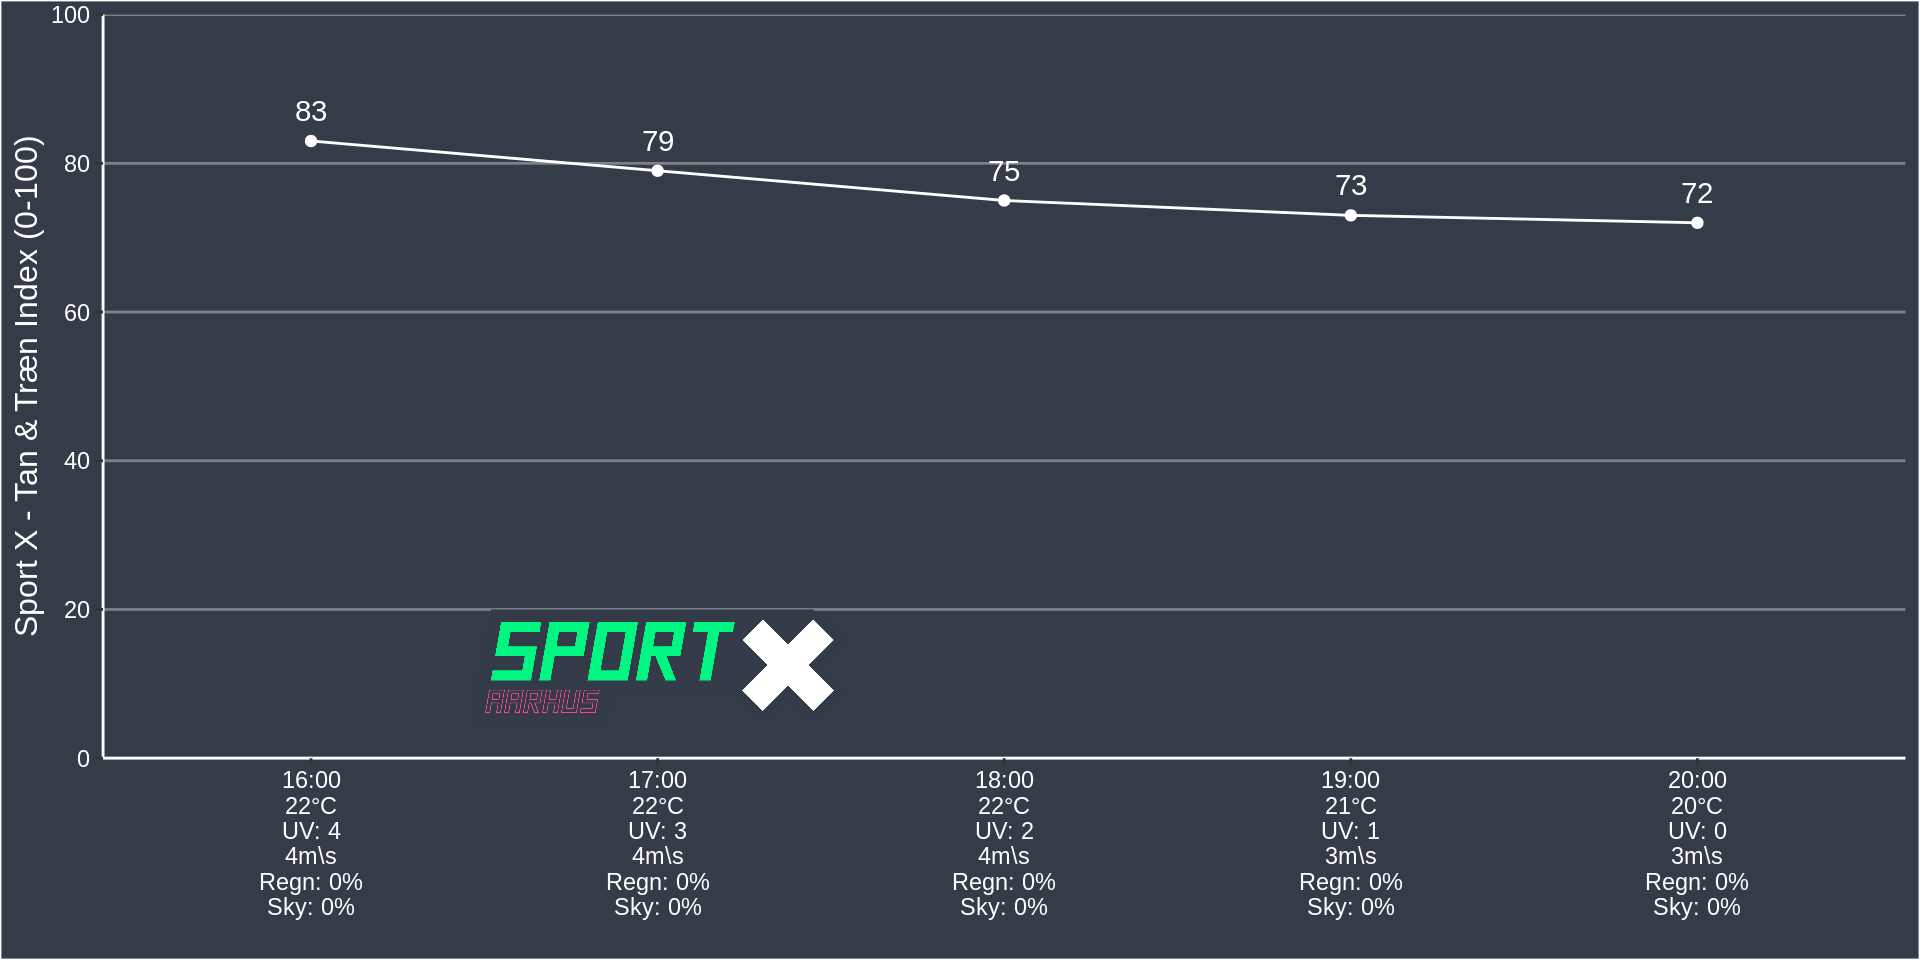 Sport X - Tan & Træn Index (0-100)
100
80
60
40
20
0
83
79
75
73
72
SPORT X
AARHUS
16:00
22°C
UV: 4
4m\s
Regn: 0%
Sky: 0%
17:00
22°C
UV: 3
4m\s
Regn: 0%
Sky: 0%
18:00
22°C
UV: 2
4m\s
Regn: 0%
Sky: 0%
19:00
21°C
UV: 1
3m\s
Regn: 0%
Sky: 0%
20:00
20°C
UV: 0
3m\s
Regn: 0%
Sky: 0%